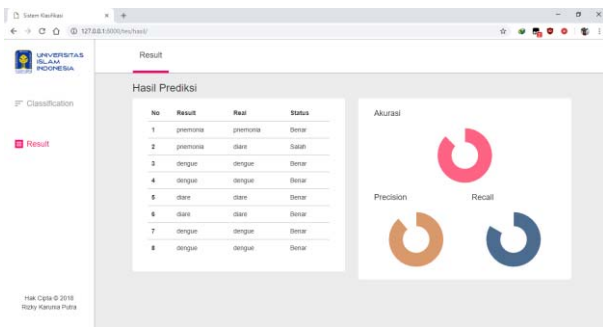 Sistem Klasifikasi
127.0.0.1:8000/tes/hasil/
UNIVERSITAS
ISLAM
INDONESIA
Classification
Result
Hak Cipta © 2018
Rizky Karunia Putra
Result
Hasil Prediksi
No Result Real Status
1 pnemonia pnemonia Benar
2 pnemonia diare Salah
3 dengue dengue Benar
4 dengue dengue Benar
5 diare diare Benar
6 diare diare Benar
7 dengue dengue Benar
8 dengue dengue Benar
Akurasi
Precision Recall